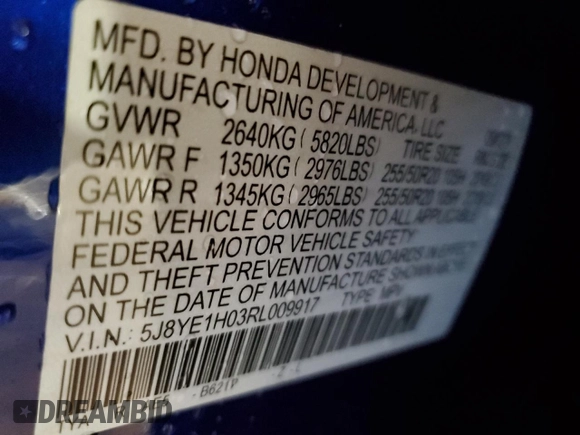 MFD. BY HONDA DEVELOPMENT &
MANUFACTURING OF AMERICA, LLC
GVWR 2640KG ( 5820LBS) TIRE SIZE
GAWR F 1350KG ( 2976LBS) 255/50R20 105H
GAWR R 1345KG ( 2965LBS) 255/50R20 105H
THIS VEHICLE CONFORMS TO ALL APPLICABLE
FEDERAL MOTOR VEHICLE SAFETY
AND THEFT PREVENTION STANDARDS IN EFFECT
ON THE DATE OF MANUFACTURE SHOWN ABOVE.
V.I.N.: 5J8YE1H03RL009917 TYPE: MPV
DREAMBID